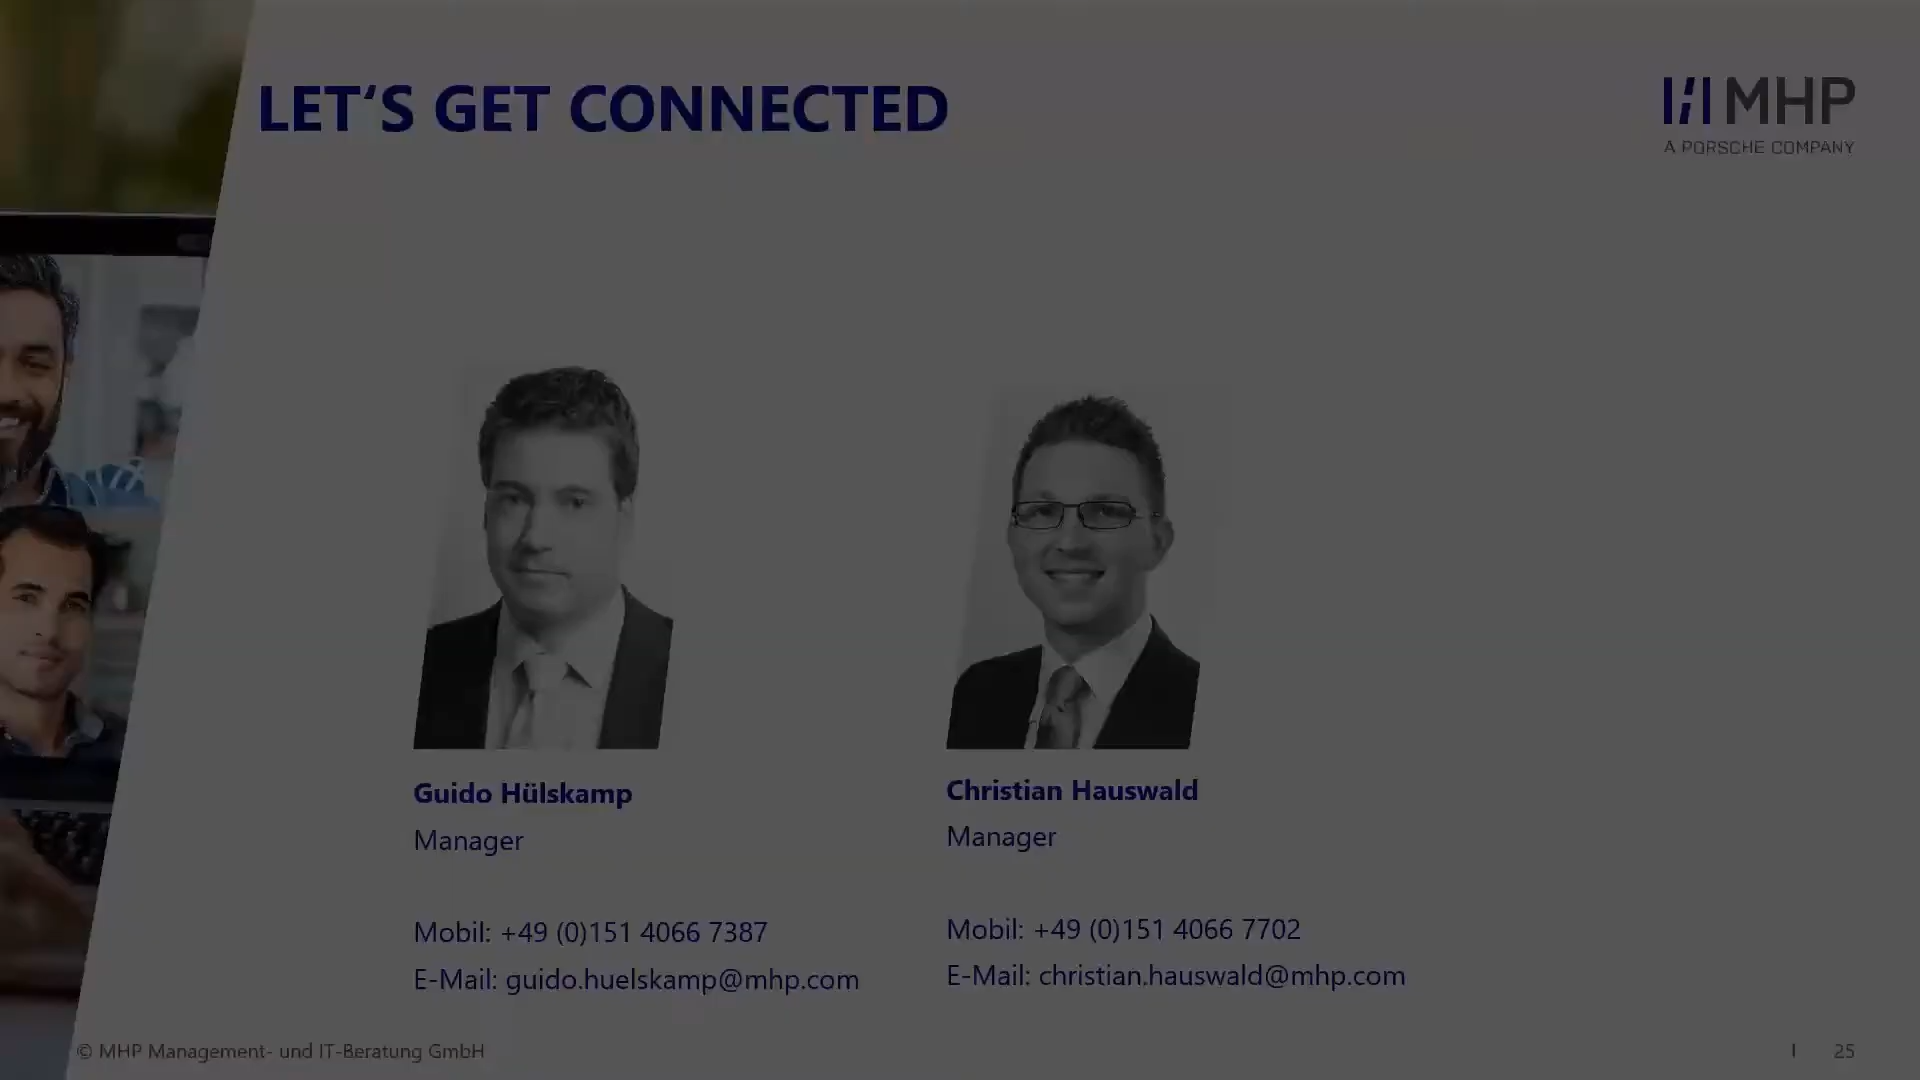 LET‘S GET CONNECTED
MHP
A PORSCHE COMPANY
Guido Hülskamp
Manager
Mobil: +49 (0)151 4066 7387
E-Mail: guido.huelskamp@mhp.com
Christian Hauswald
Manager
Mobil: +49 (0)151 4066 7702
E-Mail: christian.hauswald@mhp.com
© MHP Management- und IT-Beratung GmbH
I 25